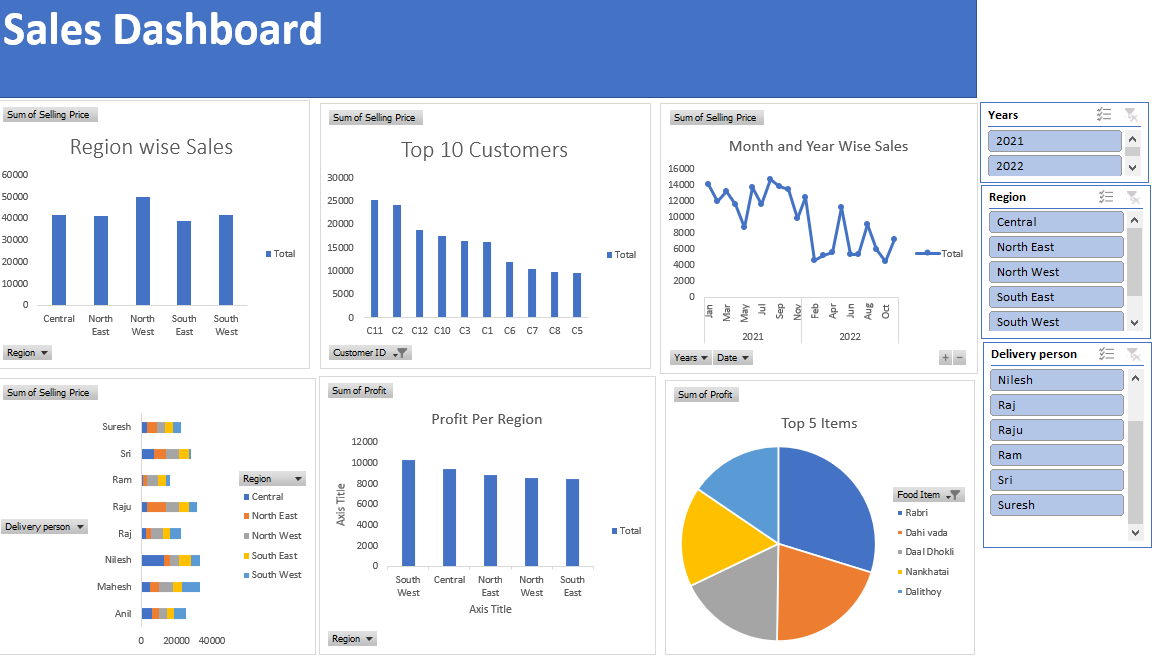 Sales Dashboard
Sum of Selling Price
Region wise Sales
60000
50000
40000
30000
20000
10000
0
Central
North East
North West
South East
South West
Total
Region
Sum of Selling Price
Top 10 Customers
30000
25000
20000
15000
10000
5000
0
C11 C2 C12 C10 C3 C1 C6 C7 C8 C5
Total
Customer ID
Sum of Selling Price
Month and Year Wise Sales
16000
14000
12000
10000
8000
6000
4000
2000
0
Jan Mar May Jul Sep Nov Feb Apr Jun Aug Oct
2021 2022
Total
Years Date
Years
2021
2022
Region
Central
North East
North West
South East
South West
Delivery person
Nilesh
Raj
Raju
Ram
Sri
Suresh
Sum of Selling Price
Suresh
Sri
Ram
Raju
Raj
Nilesh
Mahesh
Anil
0 20000 40000
Delivery person
Region
Central
North East
North West
South East
South West
Sum of Profit
Profit Per Region
12000
10000
8000
6000
4000
2000
0
Axis Title
South West
Central
North East
North West
South East
Axis Title
Total
Region
Sum of Profit
Top 5 Items
Food Item
Rabri
Dahi vada
Daal Dhokli
Nankhatai
Dalithoy